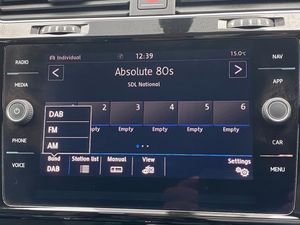 Individual 12:39 15.0°C
RADIO
NAV
Absolute 80s
SDL National
MEDIA
DAB
2 3 4 5 6
FM
Empty Empty Empty Empty Empty
AM
PHONE
CAR
Band Station list Manual View Settings
DAB
VOICE
MENU